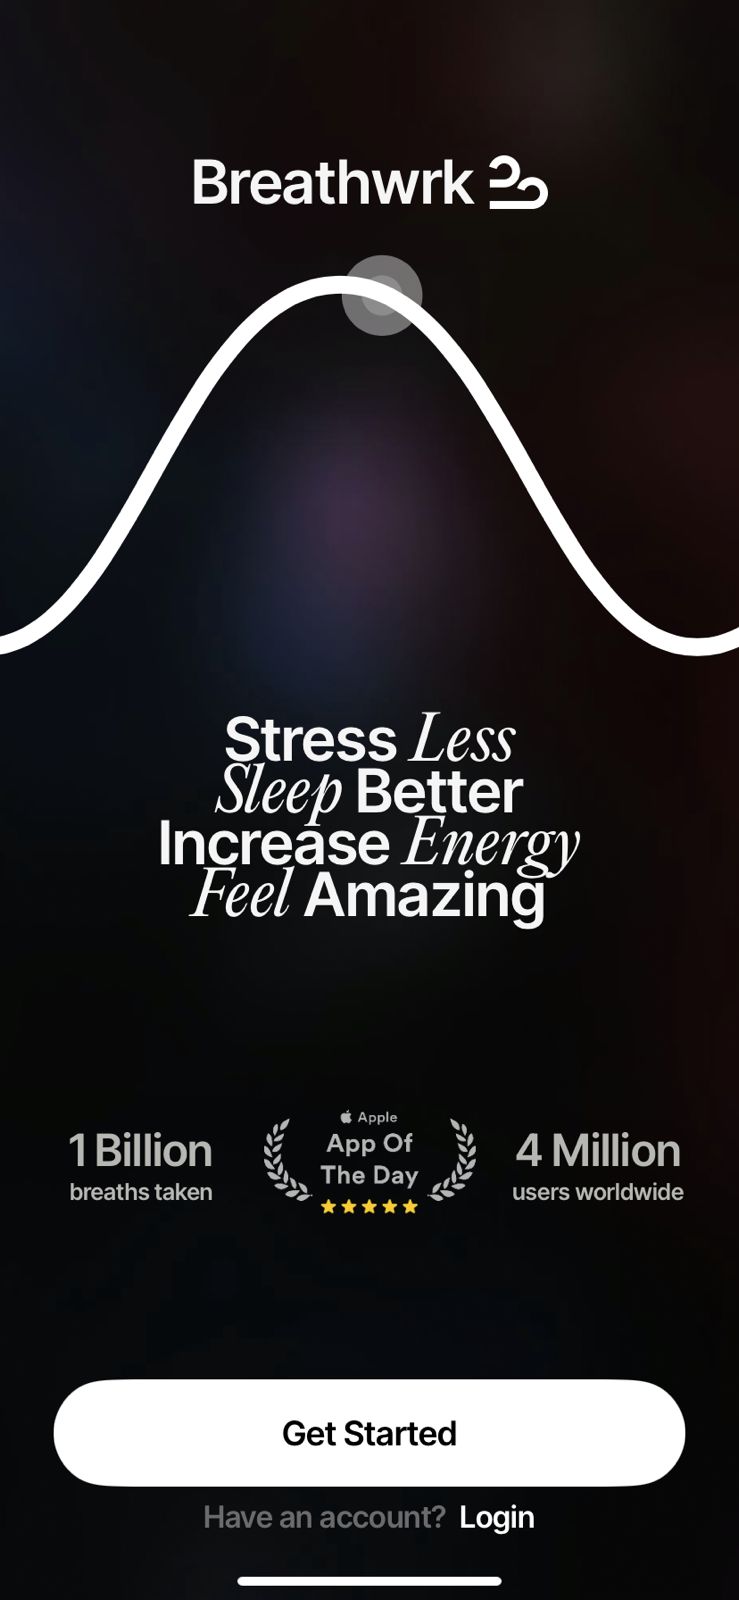 Breathwrk
Stress Less
Sleep Better
Increase Energy
Feel Amazing
1 Billion
breaths taken
Apple
App Of
The Day
4 Million
users worldwide
Get Started
Have an account? Login